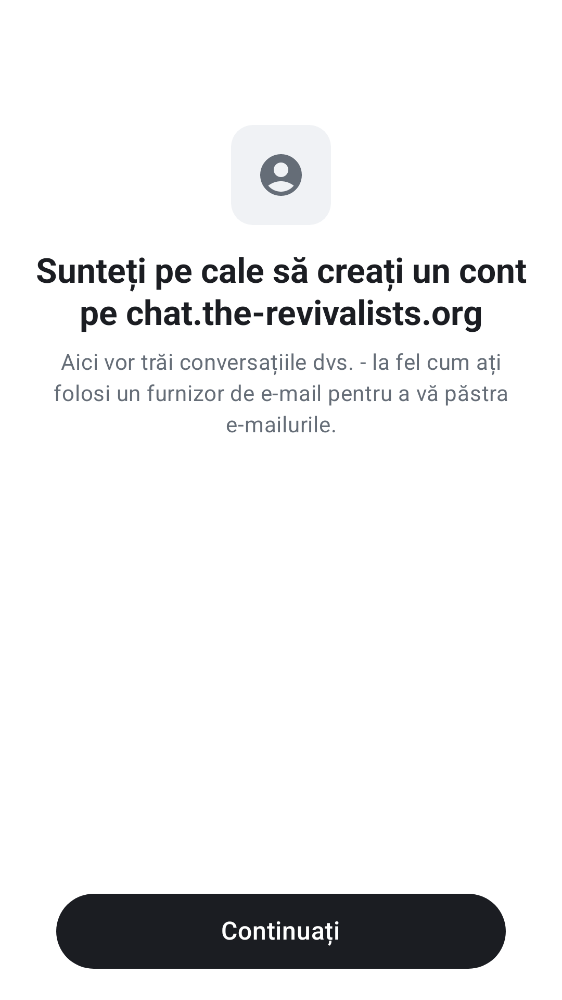 Sunteți pe cale să creați un cont
pe chat.the-revivalists.org
Aici vor trăi conversațiile dvs. - la fel cum ați
folosi un furnizor de e-mail pentru a vă păstra
e-mailurile.
Continuați